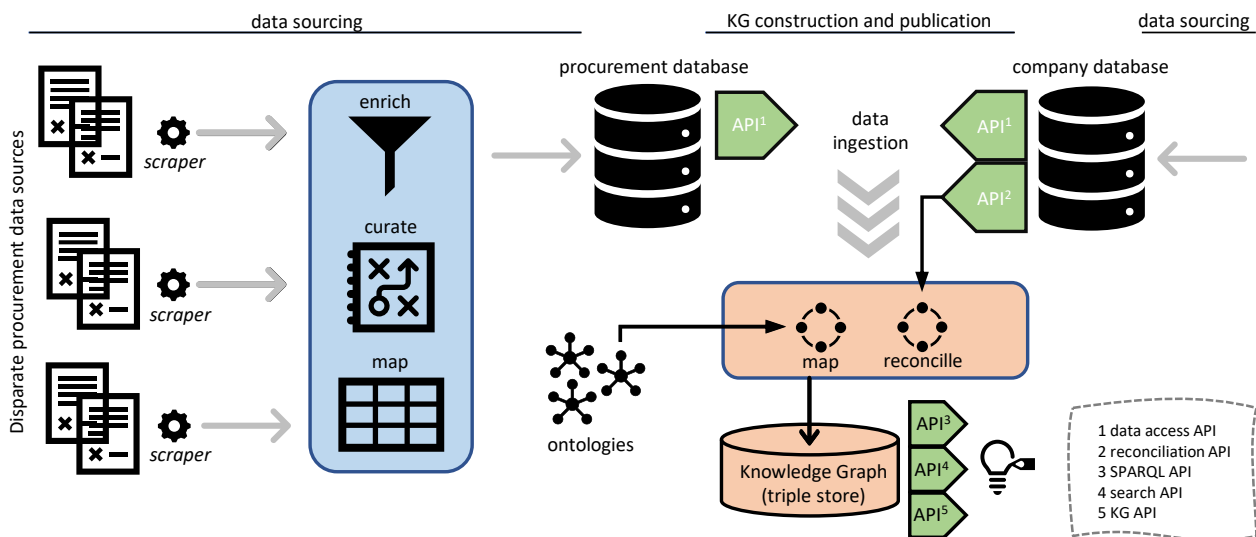 data sourcing
KG construction and publication
data sourcing
Disparate procurement data sources
scraper
scraper
scraper
enrich
curate
map
procurement database
API¹
data
ingestion
company database
API¹
API²
ontologies
map
reconcille
Knowledge Graph
(triple store)
API³
API⁴
API⁵
1 data access API
2 reconciliation API
3 SPARQL API
4 search API
5 KG API